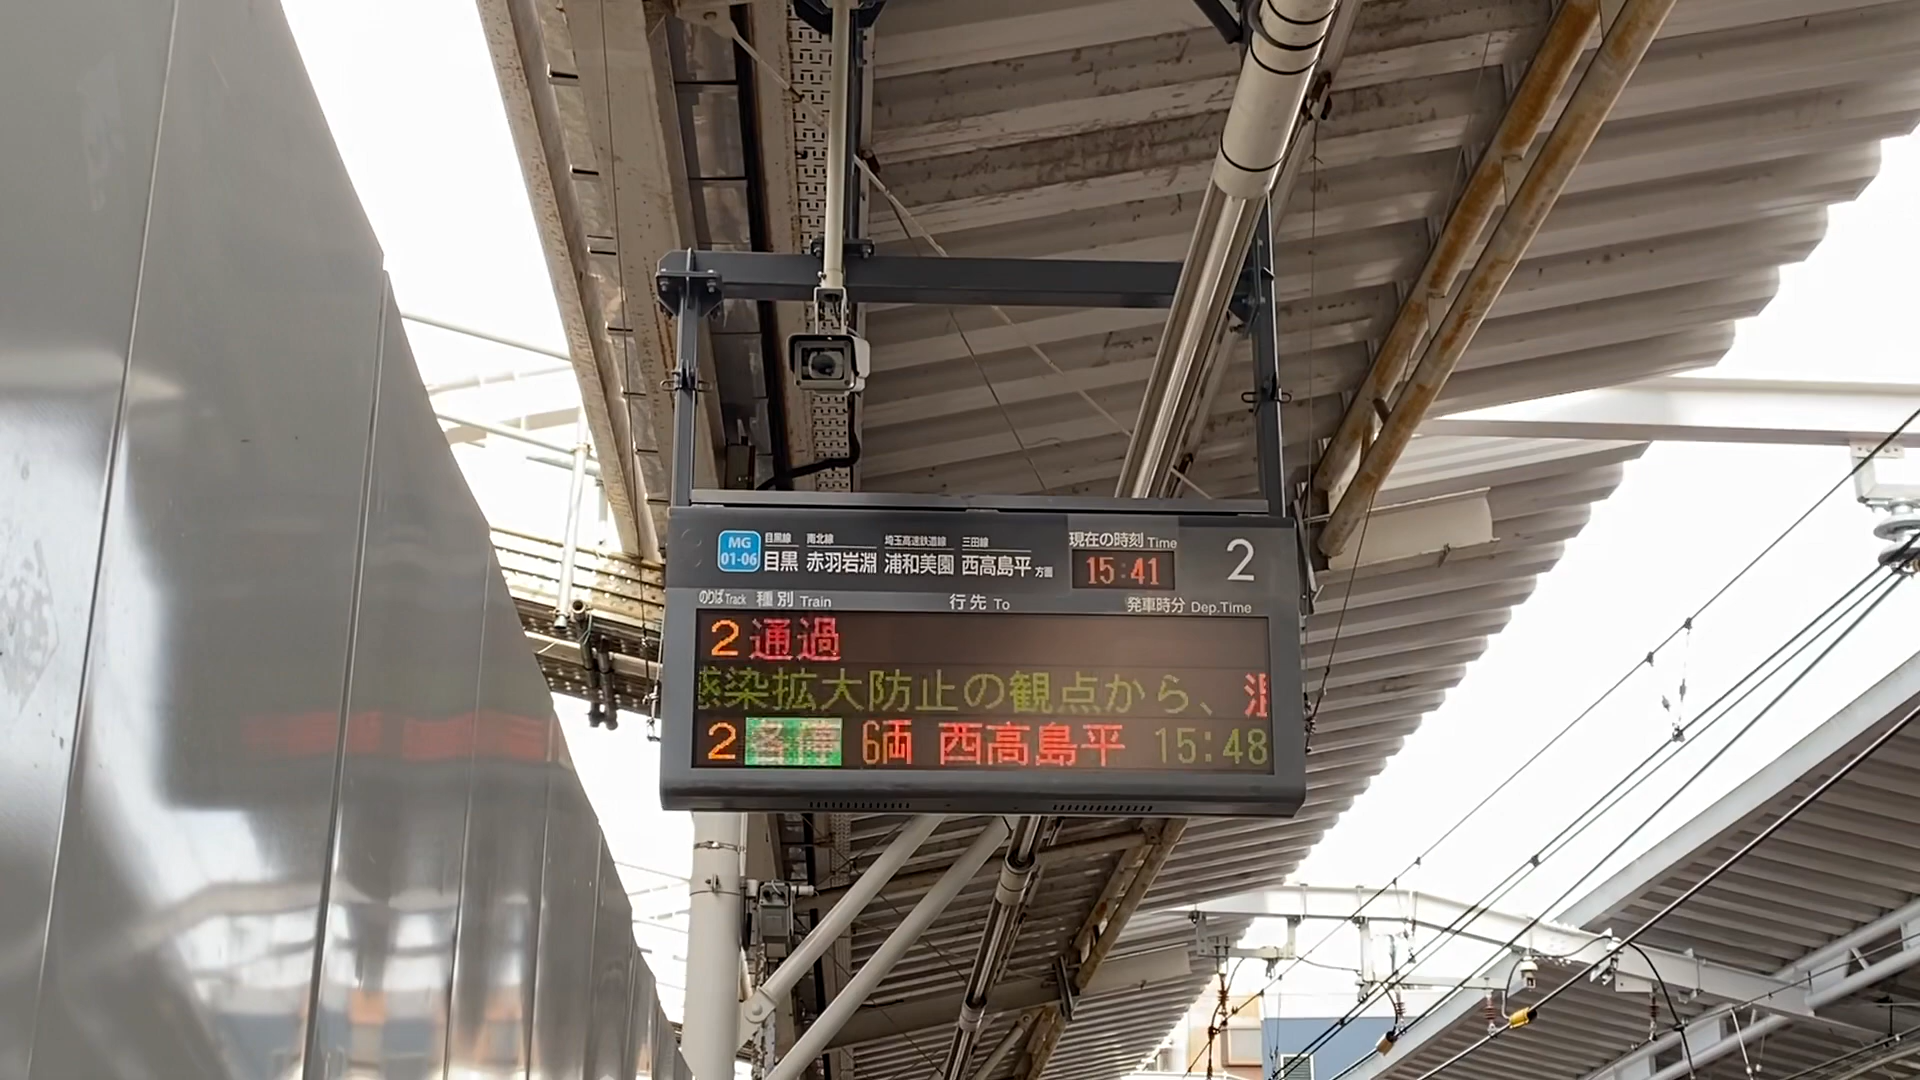 MG 目黒線 南北線 埼玉高速鉄道線 三田線 現在の時刻 Time 2
01-06 目黒 赤羽岩淵 浦和美園 西高島平 方面 15:41
のりば Track 種別 Train 行先 To 発車時分 Dep.Time
2 通過
感染拡大防止の観点から、
2 各停 6両 西高島平 15:48